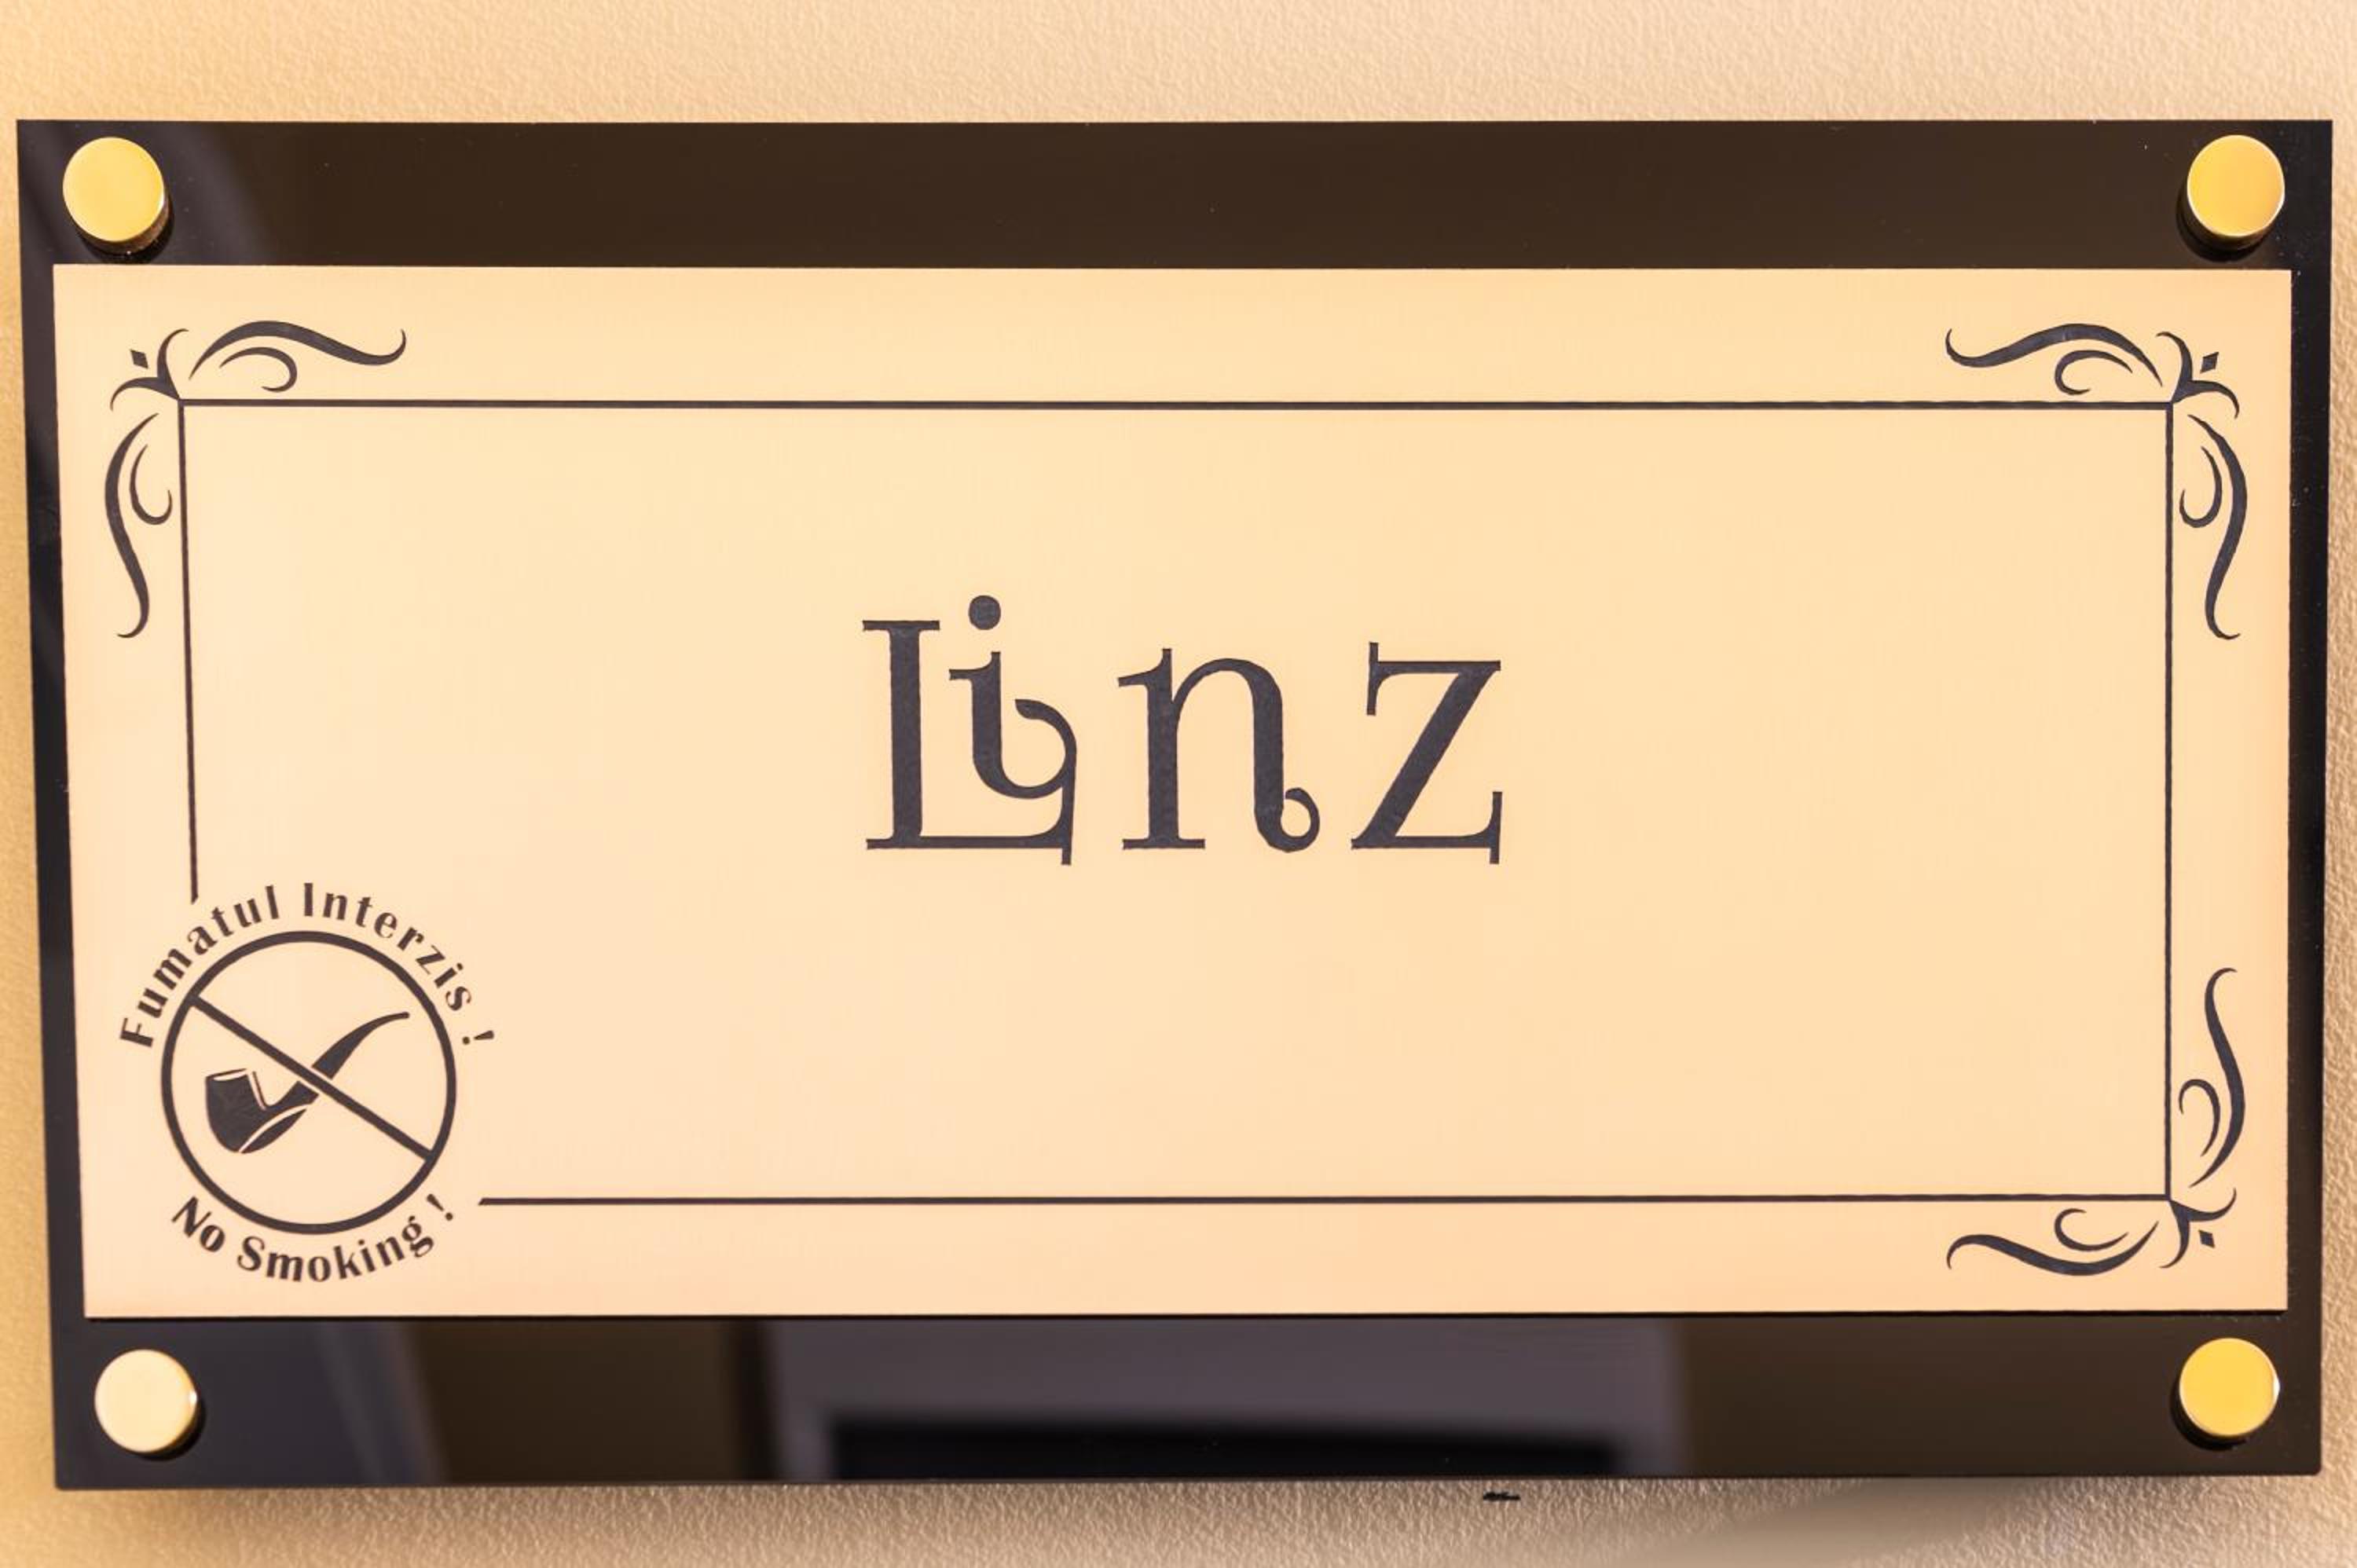 Linz
Fumatul Interzis !
No Smoking !